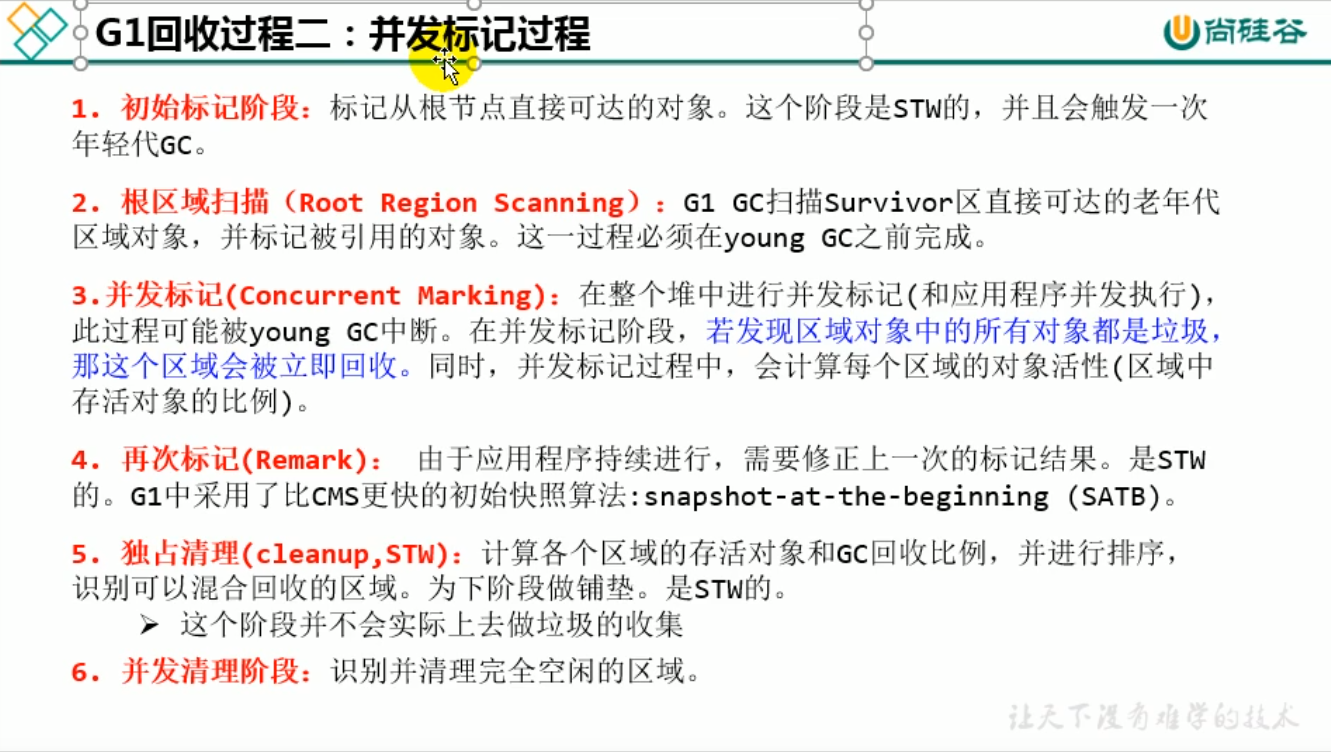 G1回收过程二：并发标记过程
尚硅谷
1. 初始标记阶段：标记从根节点直接可达的对象。这个阶段是STW的，并且会触发一次
年轻代GC。
2. 根区域扫描（Root Region Scanning）：G1 GC扫描Survivor区直接可达的老年代
区域对象，并标记被引用的对象。这一过程必须在young GC之前完成。
3.并发标记(Concurrent Marking)：在整个堆中进行并发标记(和应用程序并发执行)，
此过程可能被young GC中断。在并发标记阶段，若发现区域对象中的所有对象都是垃圾，
那这个区域会被立即回收。同时，并发标记过程中，会计算每个区域的对象活性(区域中
存活对象的比例)。
4. 再次标记(Remark)： 由于应用程序持续进行，需要修正上一次的标记结果。是STW
的。G1中采用了比CMS更快的初始快照算法:snapshot-at-the-beginning (SATB)。
5. 独占清理(cleanup,STW)：计算各个区域的存活对象和GC回收比例，并进行排序，
识别可以混合回收的区域。为下阶段做铺垫。是STW的。
➢ 这个阶段并不会实际上去做垃圾的收集
6. 并发清理阶段：识别并清理完全空闲的区域。
让天下没有难学的技术